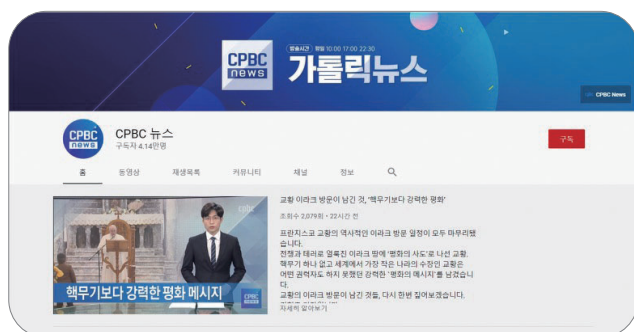 CPBC
news
방송시간 평일 10:00 17:00 22:30
가톨릭뉴스
CPBC News
CPBC
news
CPBC 뉴스
구독자 4.14만명
구독
홈 동영상 재생목록 커뮤니티 채널 정보
cpbc
핵무기보다 강력한 평화 메시지
CPBC
news
교황 이라크 방문이 남긴 것, '핵무기보다 강력한 평화'
조회수 2,079회 • 22시간 전
프란치스코 교황의 역사적인 이라크 방문 일정이 모두 마무리됐
습니다.
전쟁과 테러로 얼룩진 이라크 땅에 '평화의 사도'로 나선 교황.
핵무기 하나 없고 세계에서 가장 작은 나라의 수장인 교황은
어떤 권력자도 하지 못했던 강력한 '평화의 메시지'를 남겼습니
다.
교황의 이라크 방문이 남긴 것들, 다시 한번 짚어보겠습니다.
자세히 알아보기